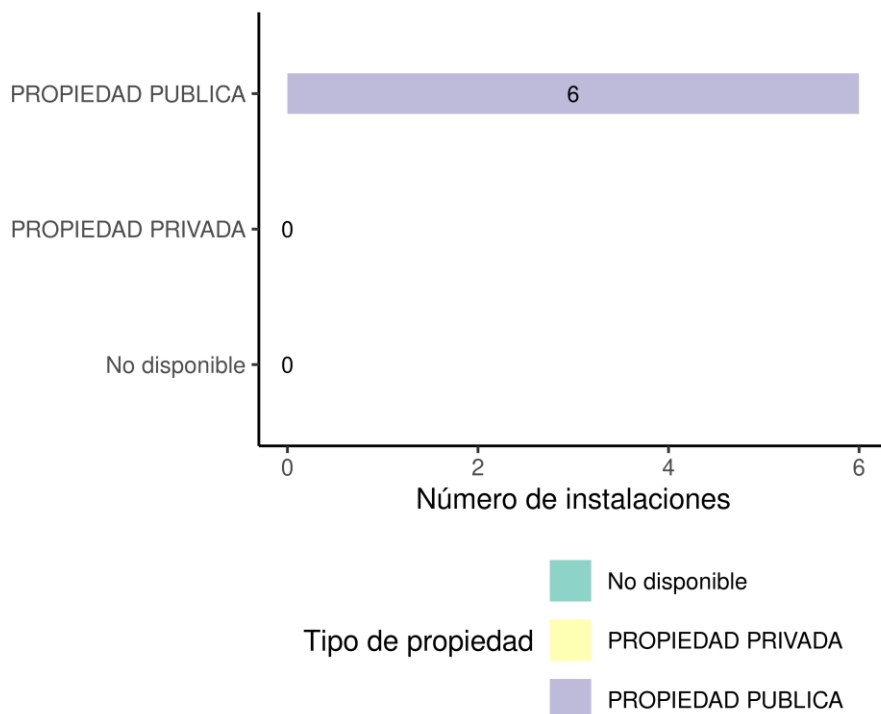 PROPIEDAD PUBLICA
6
PROPIEDAD PRIVADA
0
No disponible
0
0 2 4 6
Número de instalaciones
Tipo de propiedad
No disponible
PROPIEDAD PRIVADA
PROPIEDAD PUBLICA